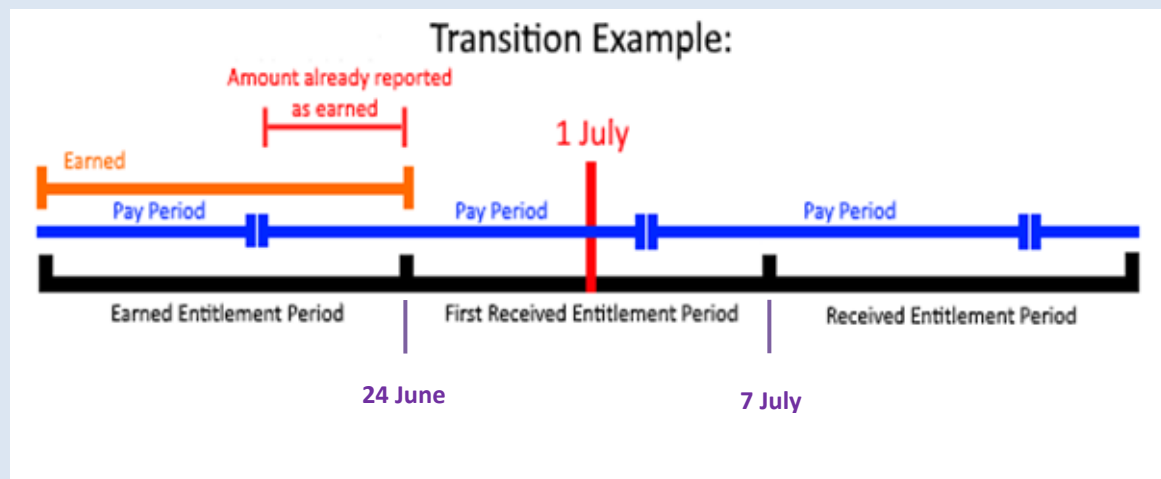 Transition Example:
Amount already reported
as earned
1 July
Earned
Pay Period
Pay Period
Pay Period
Earned Entitlement Period
First Received Entitlement Period
Received Entitlement Period
24 June
7 July